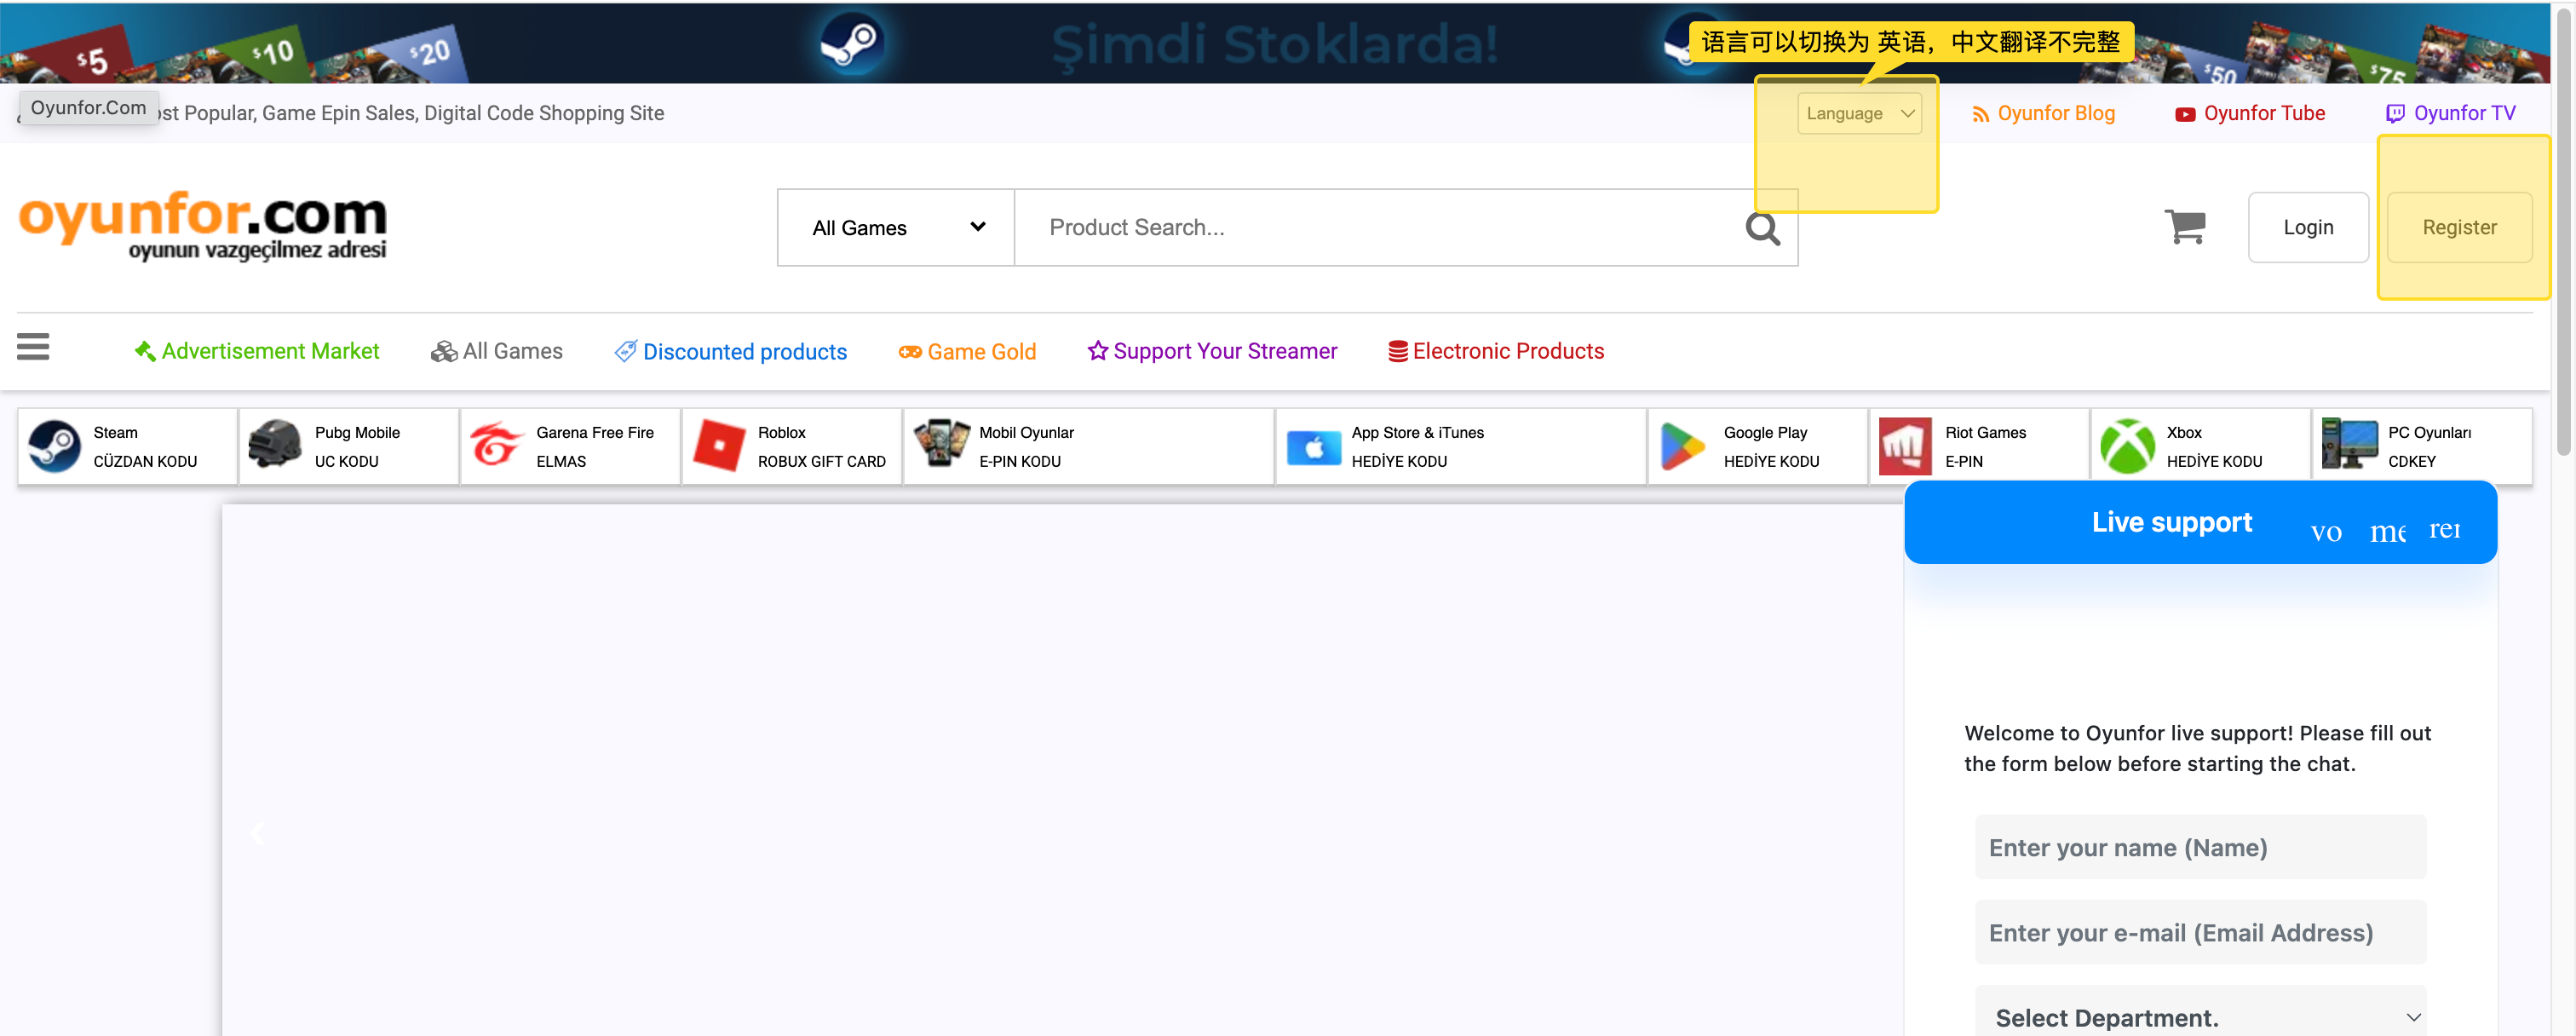 $5
$10
$20
Şimdi Stoklarda!
$50
$75
语言可以切换为 英语，中文翻译不完整
Oyunfor.Com
Popular, Game Epin Sales, Digital Code Shopping Site
Language
Oyunfor Blog
Oyunfor Tube
Oyunfor TV
oyunfor.com
oyunun vazgeçilmez adresi
All Games
Product Search...
Login
Register
Advertisement Market
All Games
Discounted products
Game Gold
Support Your Streamer
Electronic Products
Steam
CÜZDAN KODU
Pubg Mobile
UC KODU
Garena Free Fire
ELMAS
Roblox
ROBUX GIFT CARD
Mobil Oyunlar
E-PIN KODU
App Store & iTunes
HEDİYE KODU
Google Play
HEDİYE KODU
Riot Games
E-PIN
Xbox
HEDİYE KODU
PC Oyunları
CDKEY
Live support
vo
me
Welcome to Oyunfor live support! Please fill out
the form below before starting the chat.
Enter your name (Name)
Enter your e-mail (Email Address)
Select Department.